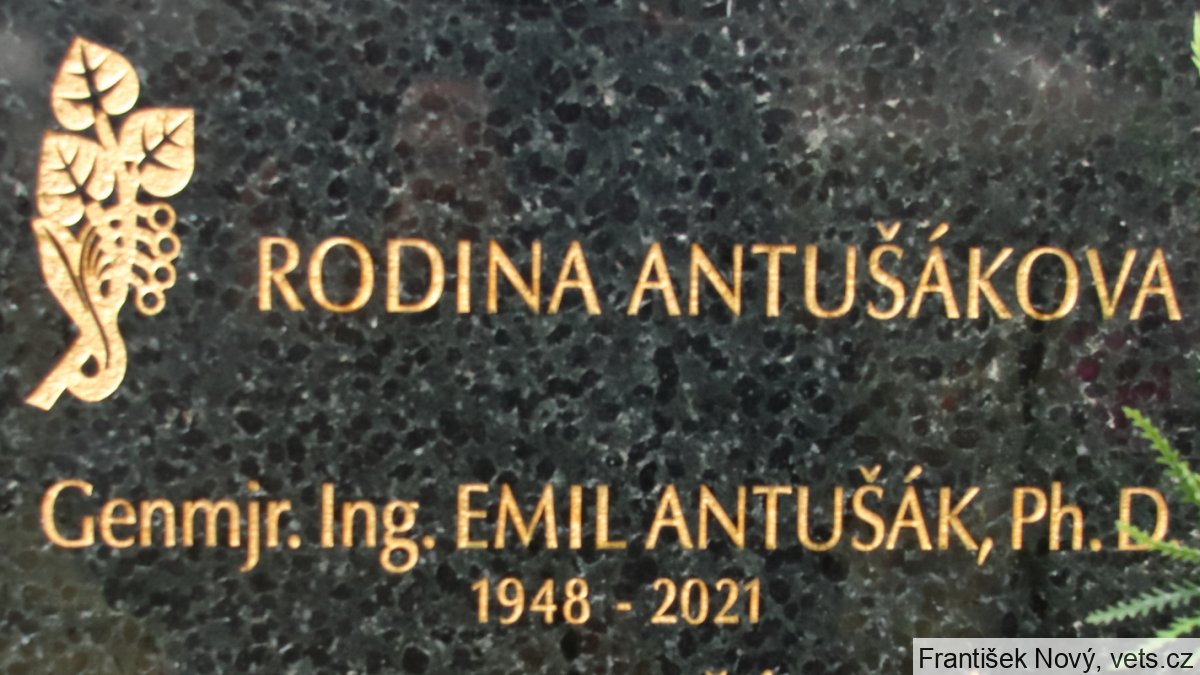 RODINA ANTUŠÁKOVA
Genmjr. Ing. EMIL ANTUŠÁK, Ph. D.
1948 - 2021
František Nový, vets.cz